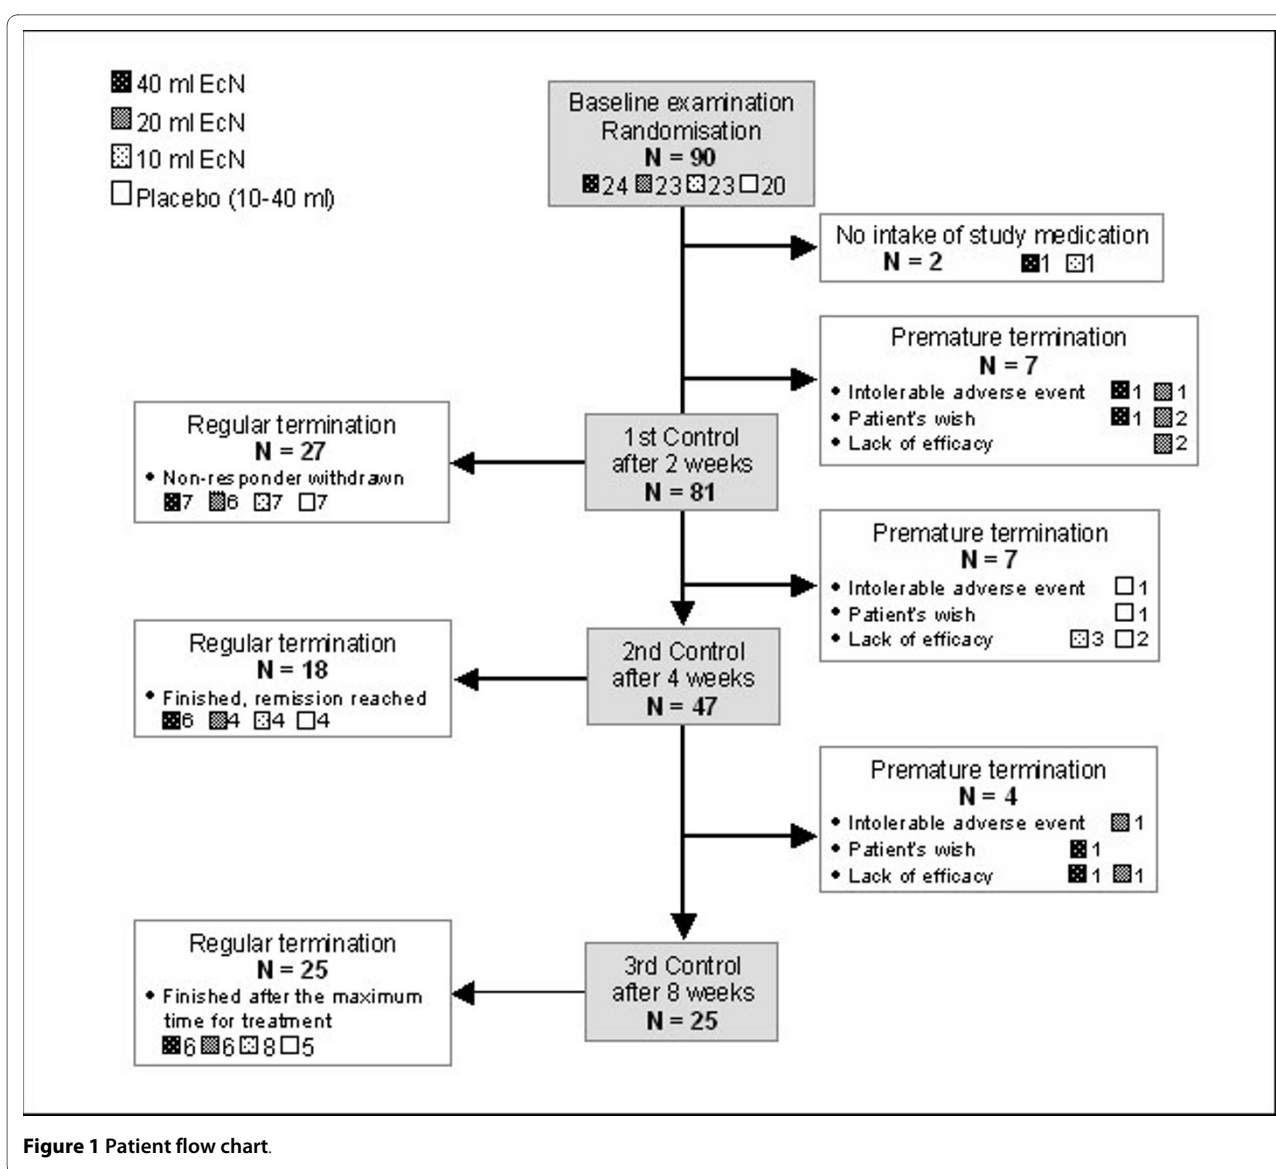 40 ml EcN
20 ml EcN
10 ml EcN
Placebo (10-40 ml)
Baseline examination
Randomisation
N = 90
24 23 23 20
No intake of study medication
N = 2 1 1
Premature termination
N = 7
• Intolerable adverse event 1 1
• Patient's wish 1 2
• Lack of efficacy 2
Regular termination
N = 27
• Non-responder withdrawn
7 6 7 7
1st Control
after 2 weeks
N = 81
Premature termination
N = 7
• Intolerable adverse event 1
• Patient's wish 1
• Lack of efficacy 3 2
Regular termination
N = 18
• Finished, remission reached
6 4 4 4
2nd Control
after 4 weeks
N = 47
Premature termination
N = 4
• Intolerable adverse event 1
• Patient's wish 1
• Lack of efficacy 1 1
Regular termination
N = 25
• Finished after the maximum
time for treatment
6 6 8 5
3rd Control
after 8 weeks
N = 25
Figure 1 Patient flow chart.